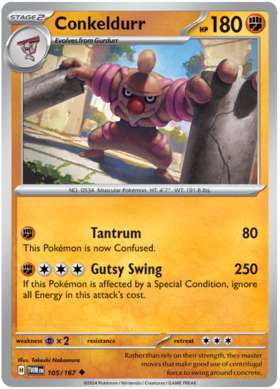 STAGE 2
Conkeldurr
HP 180
Evolves from Gurdurr
NO. 0534 Muscular Pokémon HT: 4'7" WT: 191.8 lbs.
Tantrum 80
This Pokémon is now Confused.
Gutsy Swing 250
If this Pokémon is affected by a Special Condition, ignore
all Energy in this attack's cost.
weakness ×2 resistance retreat
Illus. Takeshi Nakamura
Rather than rely on their strength, they master
moves that make good use of centrifugal
force to swing around concrete.
H TWM EN 105/167
©2024 Pokémon / Nintendo / Creatures / GAME FREAK